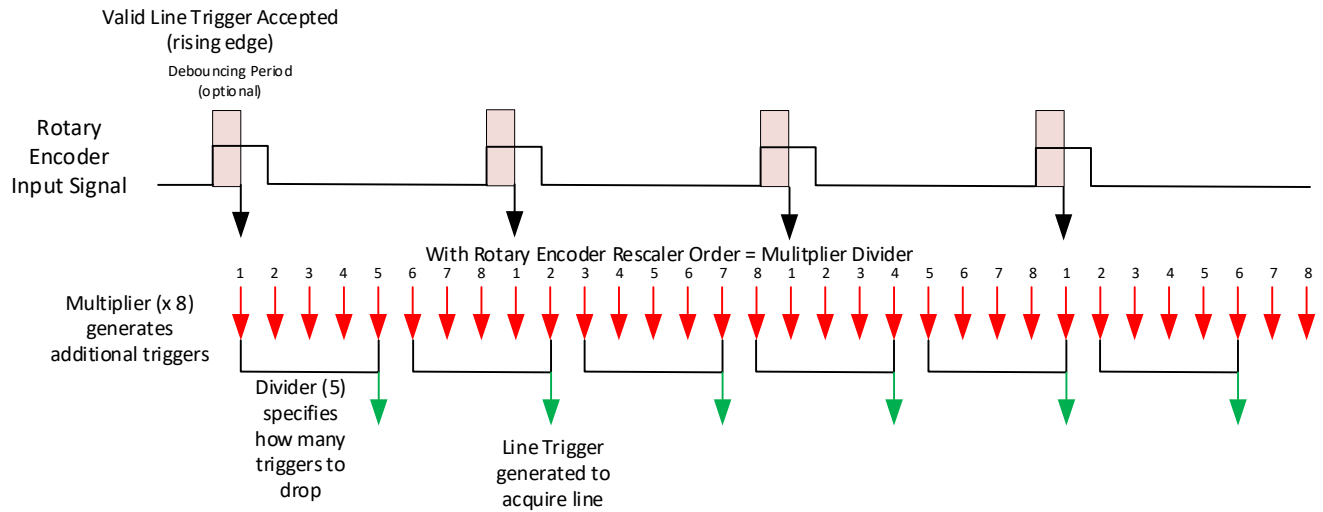 Valid Line Trigger Accepted
(rising edge)
Debouncing Period
(optional)
Rotary
Encoder
Input Signal
With Rotary Encoder Rescaler Order = Mulitplier Divider
1 2 3 4 5 6 7 8 1 2 3 4 5 6 7 8 1 2 3 4 5 6 7 8 1 2 3 4 5 6 7 8
Multiplier (x 8)
generates
additional triggers
Divider (5)
specifies
how many
triggers to
drop
Line Trigger
generated to
acquire line